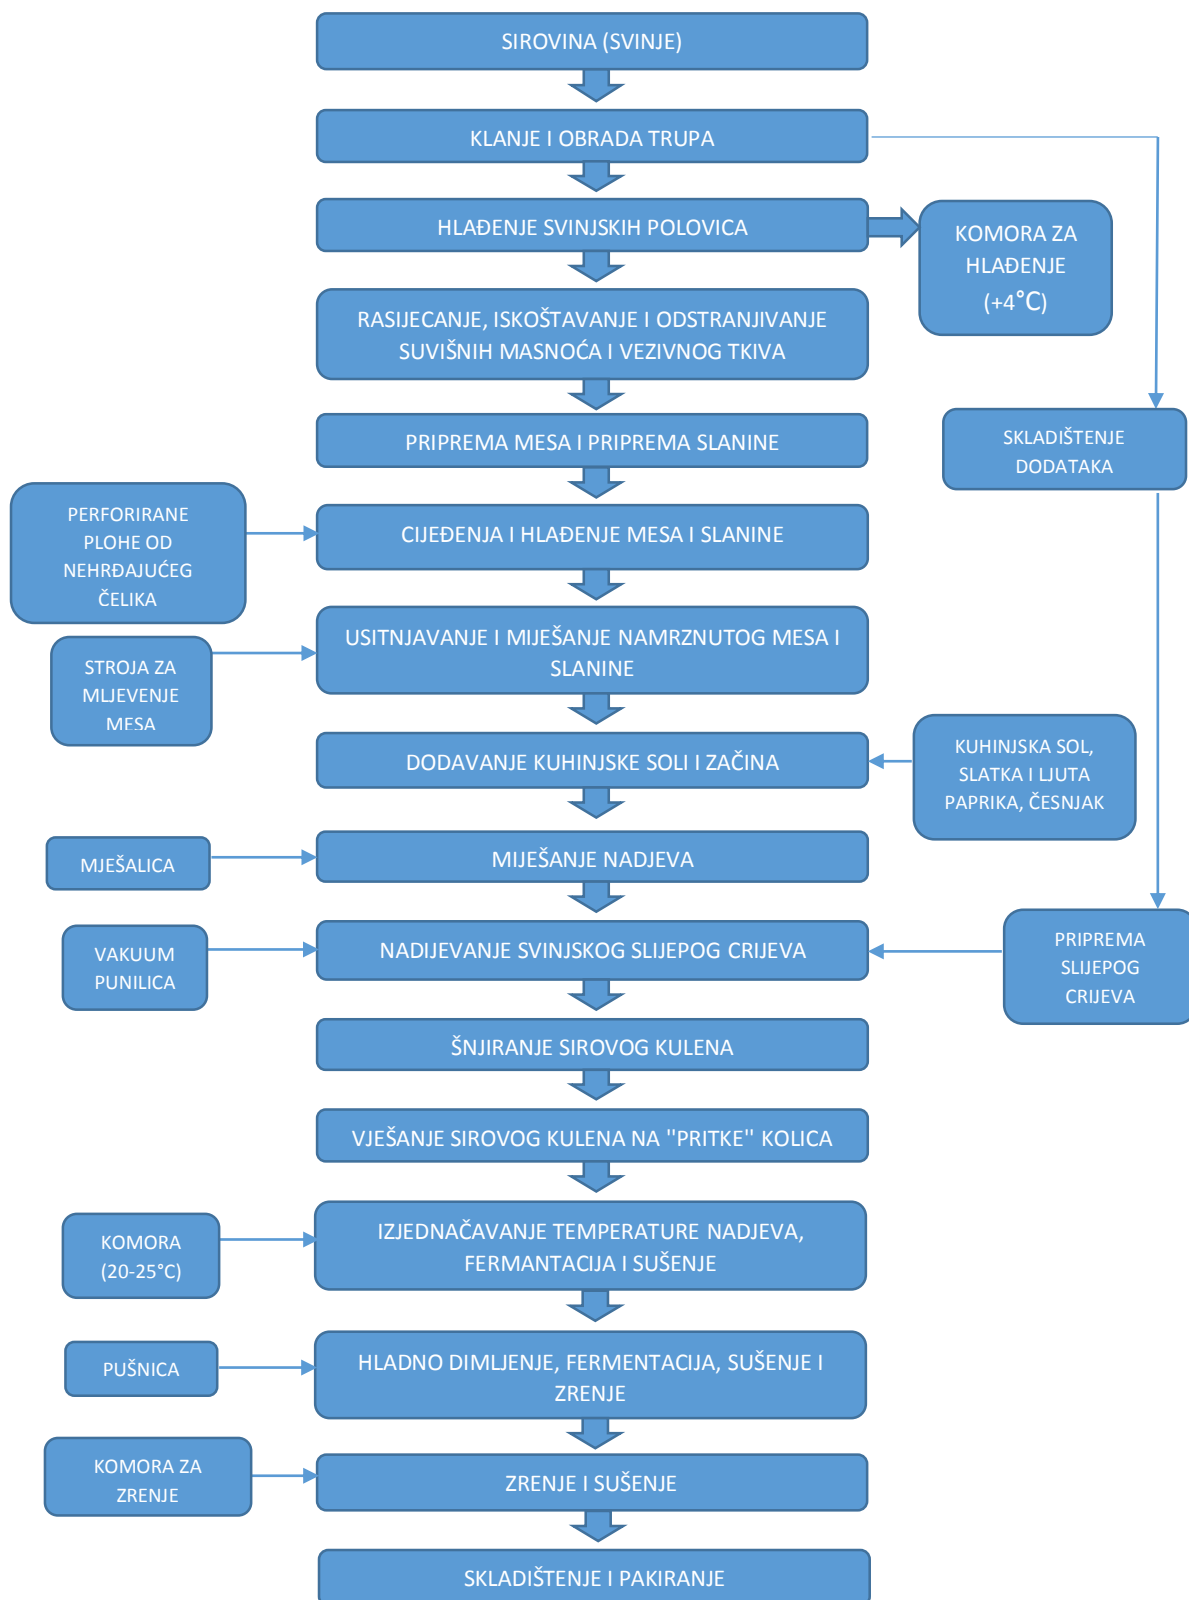 SIROVINA (SVINJE)
KLANJE I OBRADA TRUPA
HLAĐENJE SVINJSKIH POLOVICA
KOMORA ZA
HLAĐENJE
(+4°C)
RASIJECANJE, ISKOŠTAVANJE I ODSTRANJIVANJE
SUVIŠNIH MASNOĆA I VEZIVNOG TKIVA
PRIPREMA MESA I PRIPREMA SLANINE
SKLADIŠTENJE
DODATAKA
PERFORIRANE
PLOHE OD
NEHRĐAJUĆEG
ČELIKA
CIJEĐENJA I HLAĐENJE MESA I SLANINE
USITNJAVANJE I MIJEŠANJE NAMRZNUTOG MESA I
SLANINE
STROJA ZA
MLJEVENJE
MESA
DODAVANJE KUHINJSKE SOLI I ZAČINA
KUHINJSKA SOL,
SLATKA I LJUTA
PAPRIKA, ČESNJAK
MJEŠALICA
MIJEŠANJE NADJEVA
VAKUUM
PUNILICA
NADIJEVANJE SVINJSKOG SLIJEPOG CRIJEVA
PRIPREMA
SLIJEPOG
CRIJEVA
ŠNJIRANJE SIROVOG KULENA
VJEŠANJE SIROVOG KULENA NA "PRITKE" KOLICA
KOMORA
(20-25°C)
IZJEDNAČAVANJE TEMPERATURE NADJEVA,
FERMANTACIJA I SUŠENJE
PUŠNICA
HLADNO DIMLJENJE, FERMENTACIJA, SUŠENJE I
ZRENJE
KOMORA ZA
ZRENJE
ZRENJE I SUŠENJE
SKLADIŠTENJE I PAKIRANJE